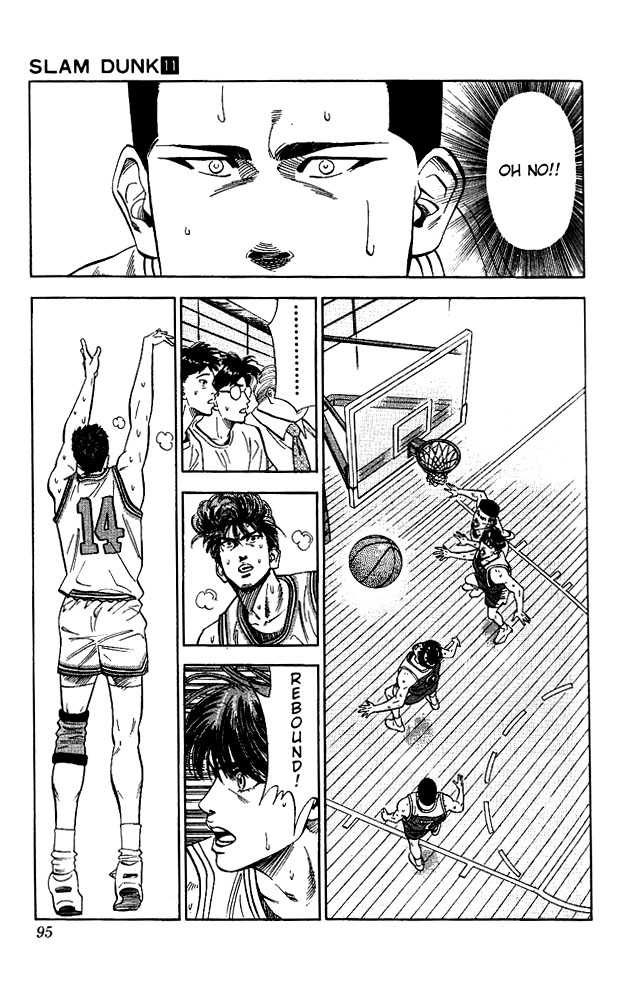 SLAM DUNK 11
OH NO!!
..........
REBOUND!
14
95